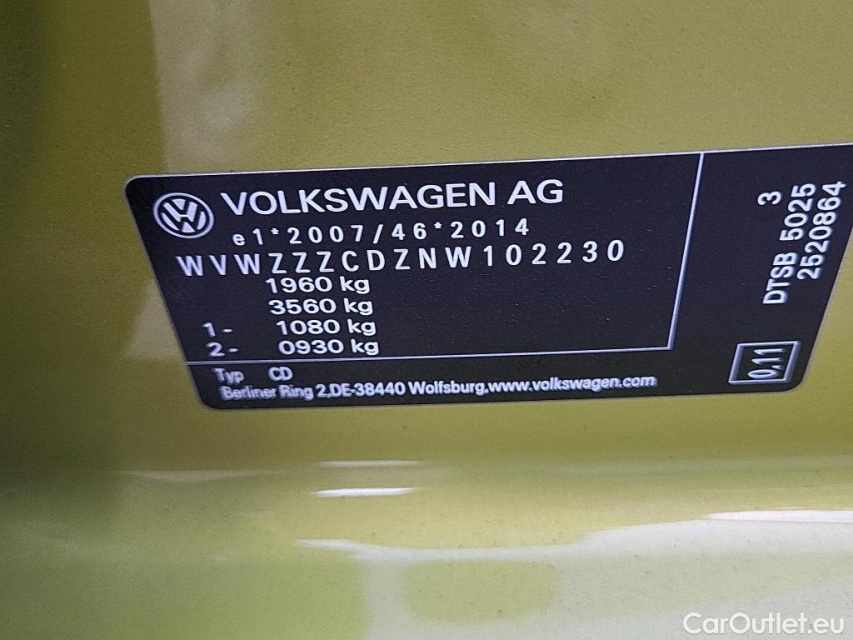 VOLKSWAGEN AG
e1*2007/46*2014
WVWZZZCDZNW102230
1960 kg
3560 kg
1- 1080 kg
2- 0930 kg
Typ CD
Berliner Ring 2,DE-38440 Wolfsburg,www.volkswagen.com
3
DTSB 5025
2520864
0,11
CarOutlet.eu